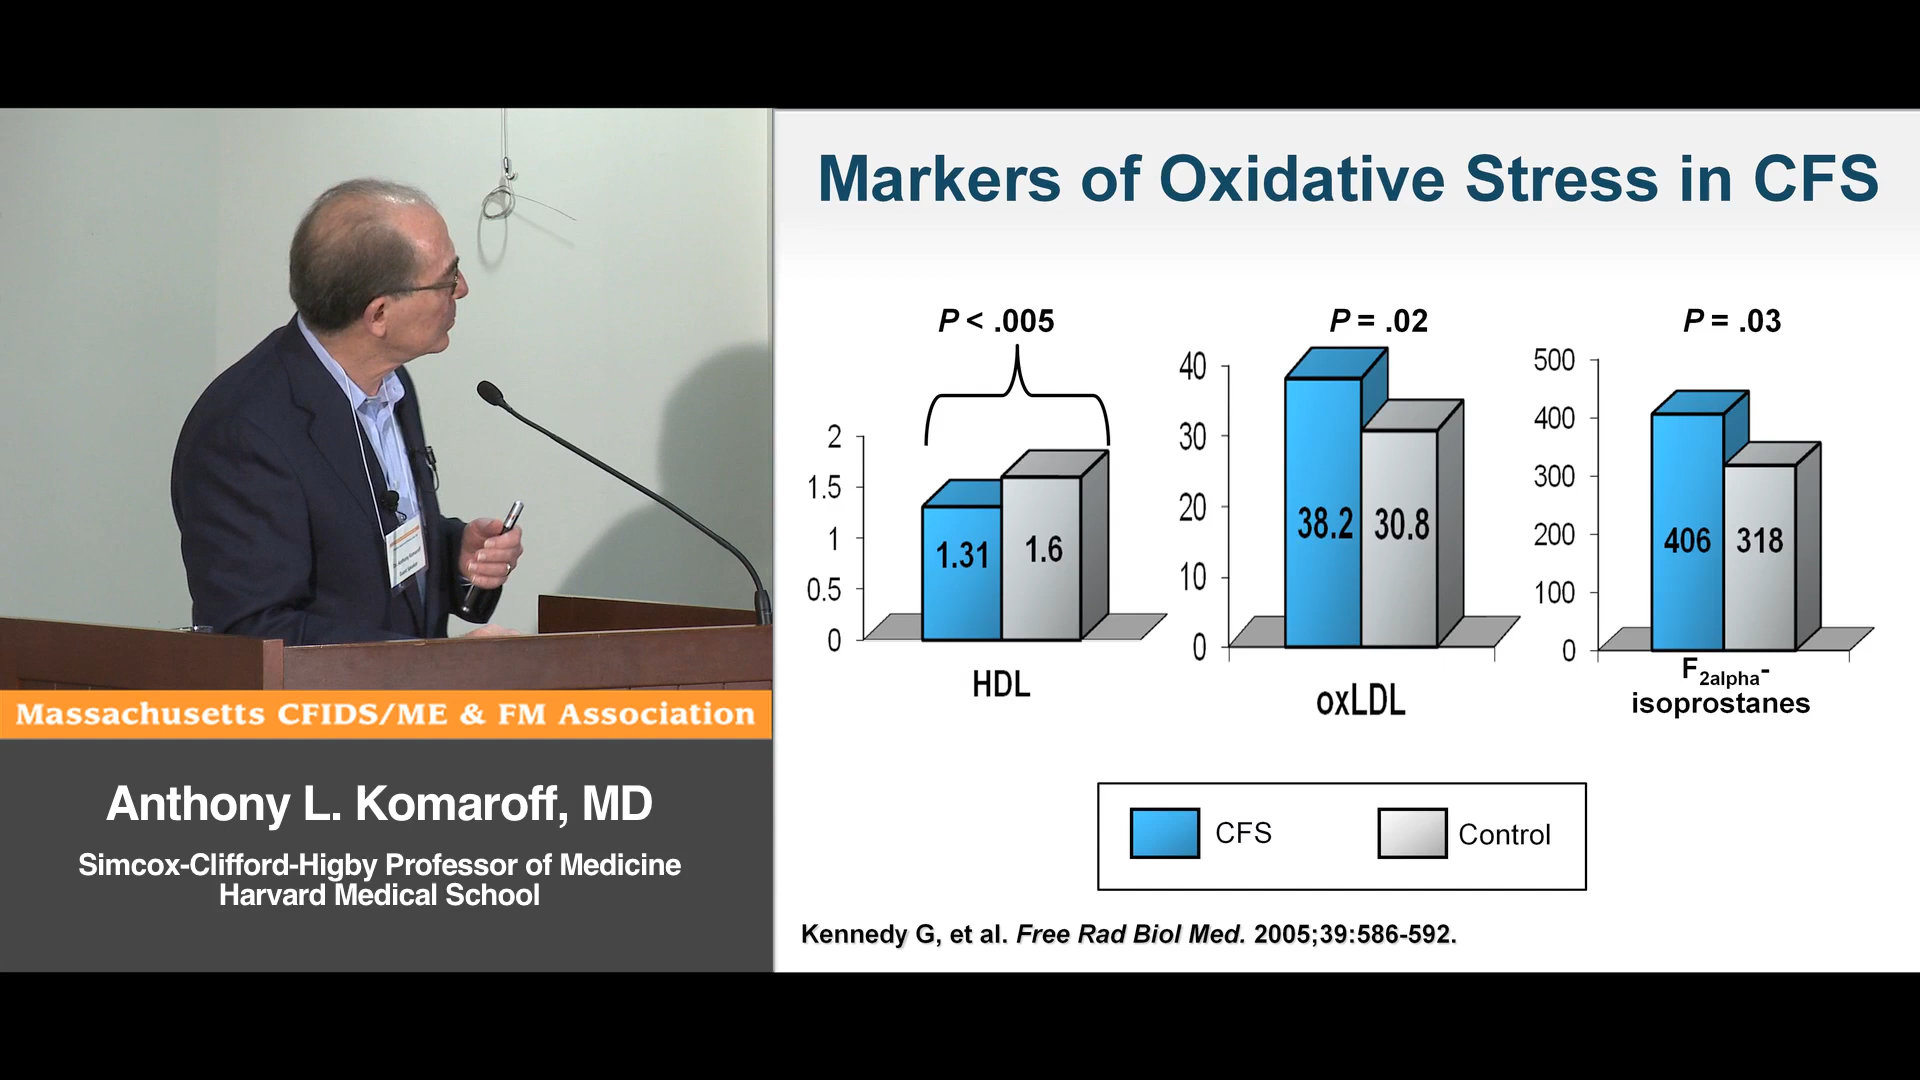 Markers of Oxidative Stress in CFS
P < .005
2
1.5
1
0.5
0
1.31
1.6
HDL
P = .02
40
30
20
10
0
38.2
30.8
oxLDL
P = .03
500
400
300
200
100
0
406
318
F2alpha-
isoprostanes
CFS
Control
Kennedy G, et al. Free Rad Biol Med. 2005;39:586-592.
Massachusetts CFIDS/ME & FM Association
Anthony L. Komaroff, MD
Simcox-Clifford-Higby Professor of Medicine
Harvard Medical School